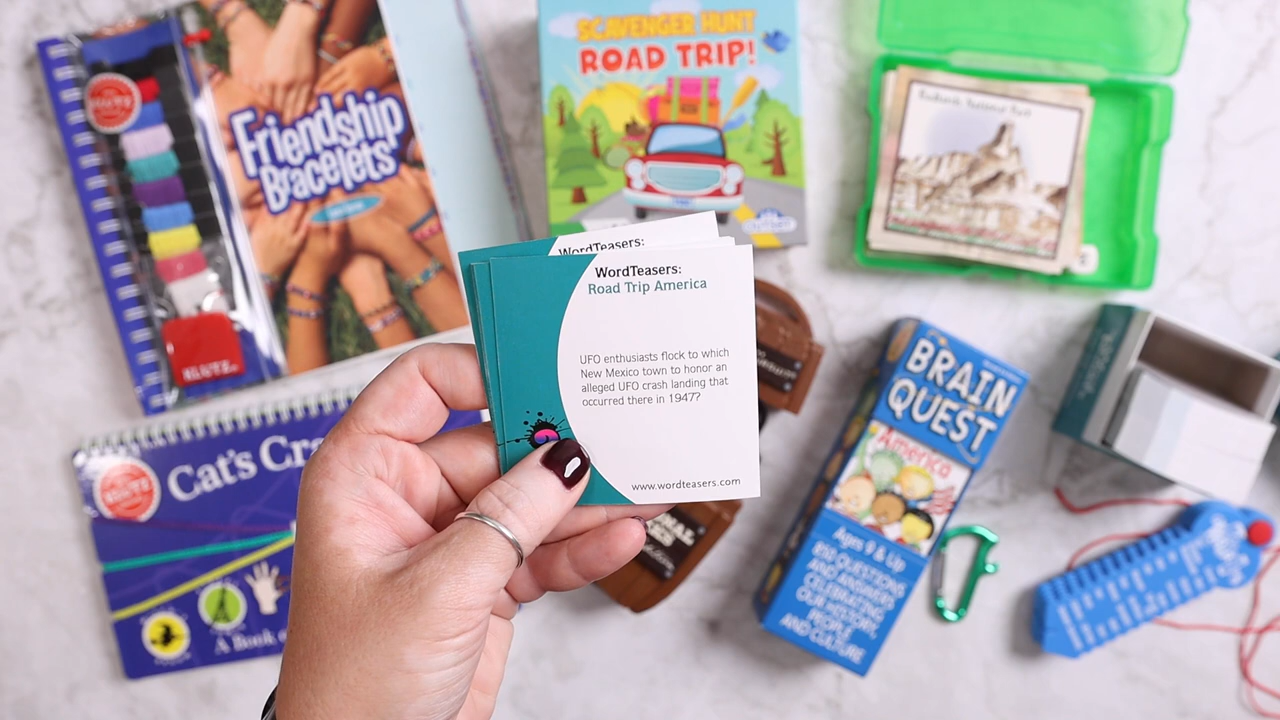 KLUTZ
Friendship
Bracelets
KLUTZ
SCAVENGER HUNT
ROAD TRIP!
WordTeasers:
WordTeasers:
Road Trip America
UFO enthusiasts flock to which
New Mexico town to honor an
alleged UFO crash landing that
occurred there in 1947?
www.wordteasers.com
KLUTZ
Cat's Cra
A Book o
BRAIN
QUEST
America
Ages 9 & Up
850 QUESTIONS
AND ANSWERS
CELEBRATING
OUR HISTORY,
PEOPLE
AND CULTURE